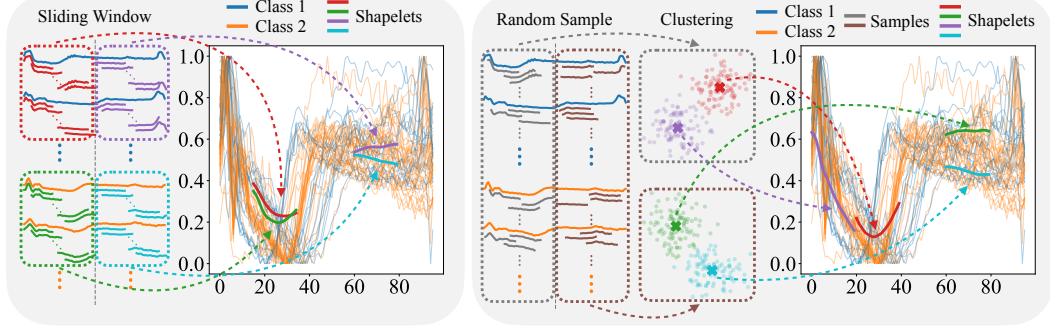 Sliding Window
Class 1
Class 2
Shapelets
1.0
0.8
0.6
0.4
0.2
0.0
0 20 40 60 80
Random Sample
Clustering
Class 1
Class 2
Samples
Shapelets
1.0
0.8
0.6
0.4
0.2
0.0
0 20 40 60 80